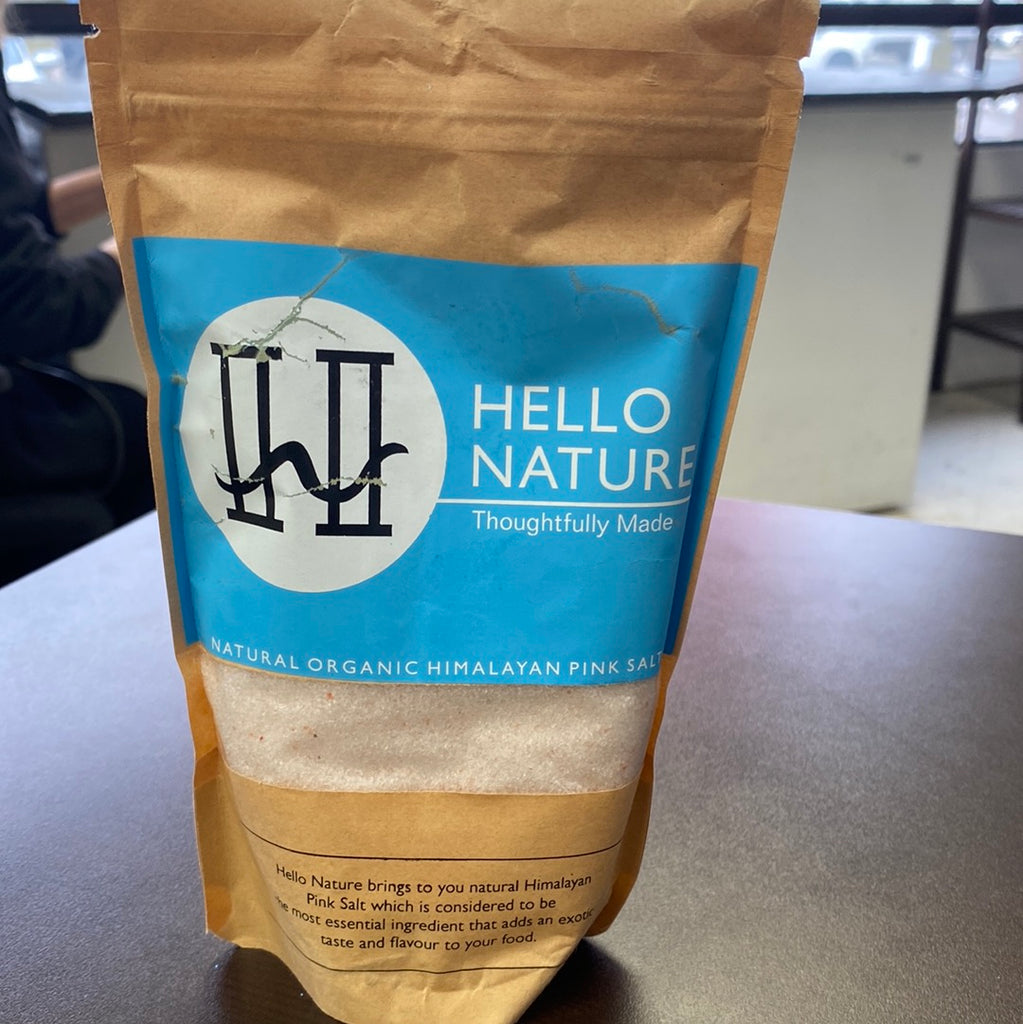 HELLO
NATURE
Thoughtfully Made
NATURAL ORGANIC HIMALAYAN PINK SALT
Hello Nature brings to you natural Himalayan
Pink Salt which is considered to be
he most essential ingredient that adds an exotic
taste and flavour to your food.